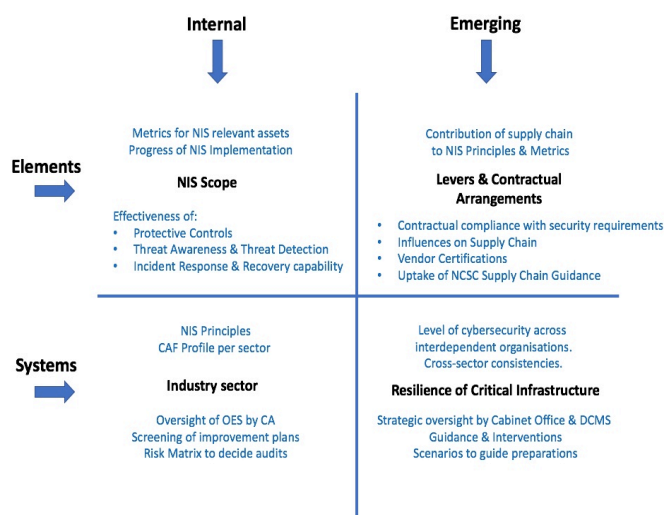 Internal
Emerging
Elements
Metrics for NIS relevant assets
Progress of NIS Implementation
NIS Scope
Effectiveness of:
• Protective Controls
• Threat Awareness & Threat Detection
• Incident Response & Recovery capability
Contribution of supply chain
to NIS Principles & Metrics
Levers & Contractual
Arrangements
• Contractual compliance with security requirements
• Influences on Supply Chain
• Vendor Certifications
• Uptake of NCSC Supply Chain Guidance
Systems
NIS Principles
CAF Profile per sector
Industry sector
Oversight of OES by CA
Screening of improvement plans
Risk Matrix to decide audits
Level of cybersecurity across
interdependent organisations.
Cross-sector consistencies.
Resilience of Critical Infrastructure
Strategic oversight by Cabinet Office & DCMS
Guidance & Interventions
Scenarios to guide preparations